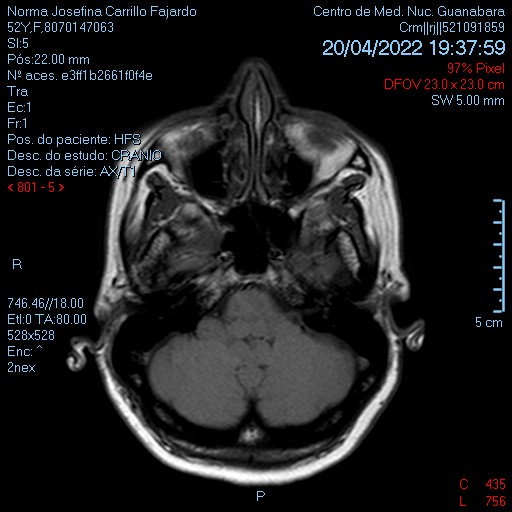 Norma Josefina Carrillo Fajardo
52Y,F,8070147063
Sl:5
Pós:22.00 mm
Nº aces. e3ff1b2661f0f4e
Tra
Ec:1
Fr:1
Pos. do paciente: HFS
Desc. do estudo: CRANIO
Desc. da série: AX/T1
< 801 - 5 >
Centro de Med. Nuc. Guanabara
Crm||rj||521091859
20/04/2022 19:37:59
97% Pixel
DFOV 23.0 x 23.0 cm
SW 5.00 mm
R
5 cm
746.46//18.00
Etl:0 TA:80.00
528x528
Enc: ^
2nex
P
C 435
L 756